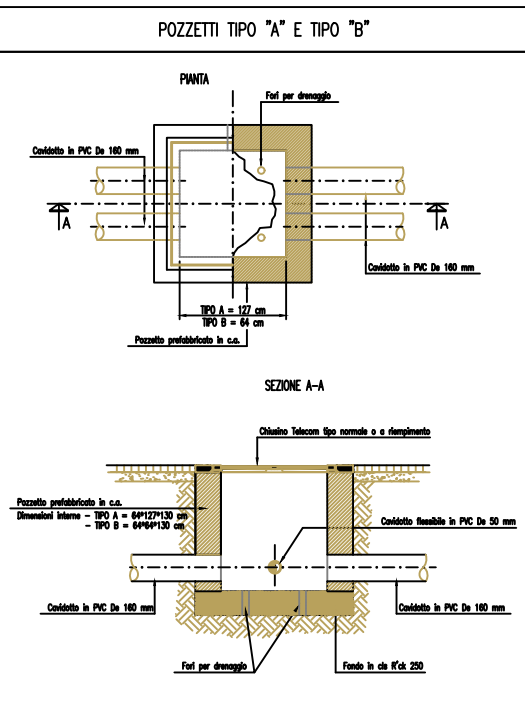 POZZETTI TIPO "A" E TIPO "B"
PIANTA
Fori per drenaggio
Cavidotto in PVC De 160 mm
A
A
Cavidotto in PVC De 160 mm
TIPO A = 127 cm
TIPO B = 64 cm
Pozzetto prefabbricato in c.a.
SEZIONE A-A
Chiusino Telecom tipo normale o a riempimento
Pozzetto prefabbricato in c.a.
Dimensioni interne - TIPO A = 64*127*130 cm
- TIPO B = 64*64*130 cm
Cavidotto flessibile in PVC De 50 mm
Cavidotto in PVC De 160 mm
Cavidotto in PVC De 160 mm
Fori per drenaggio
Fondo in cls R'ck 250